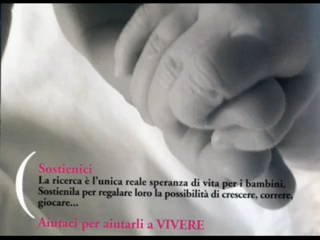 Sostienici
La ricerca è l'unica reale speranza di vita per i bambini.
Sostienila per regalare loro la possibilità di crescere, correre,
giocare...
Aiutaci per aiutarli a VIVERE